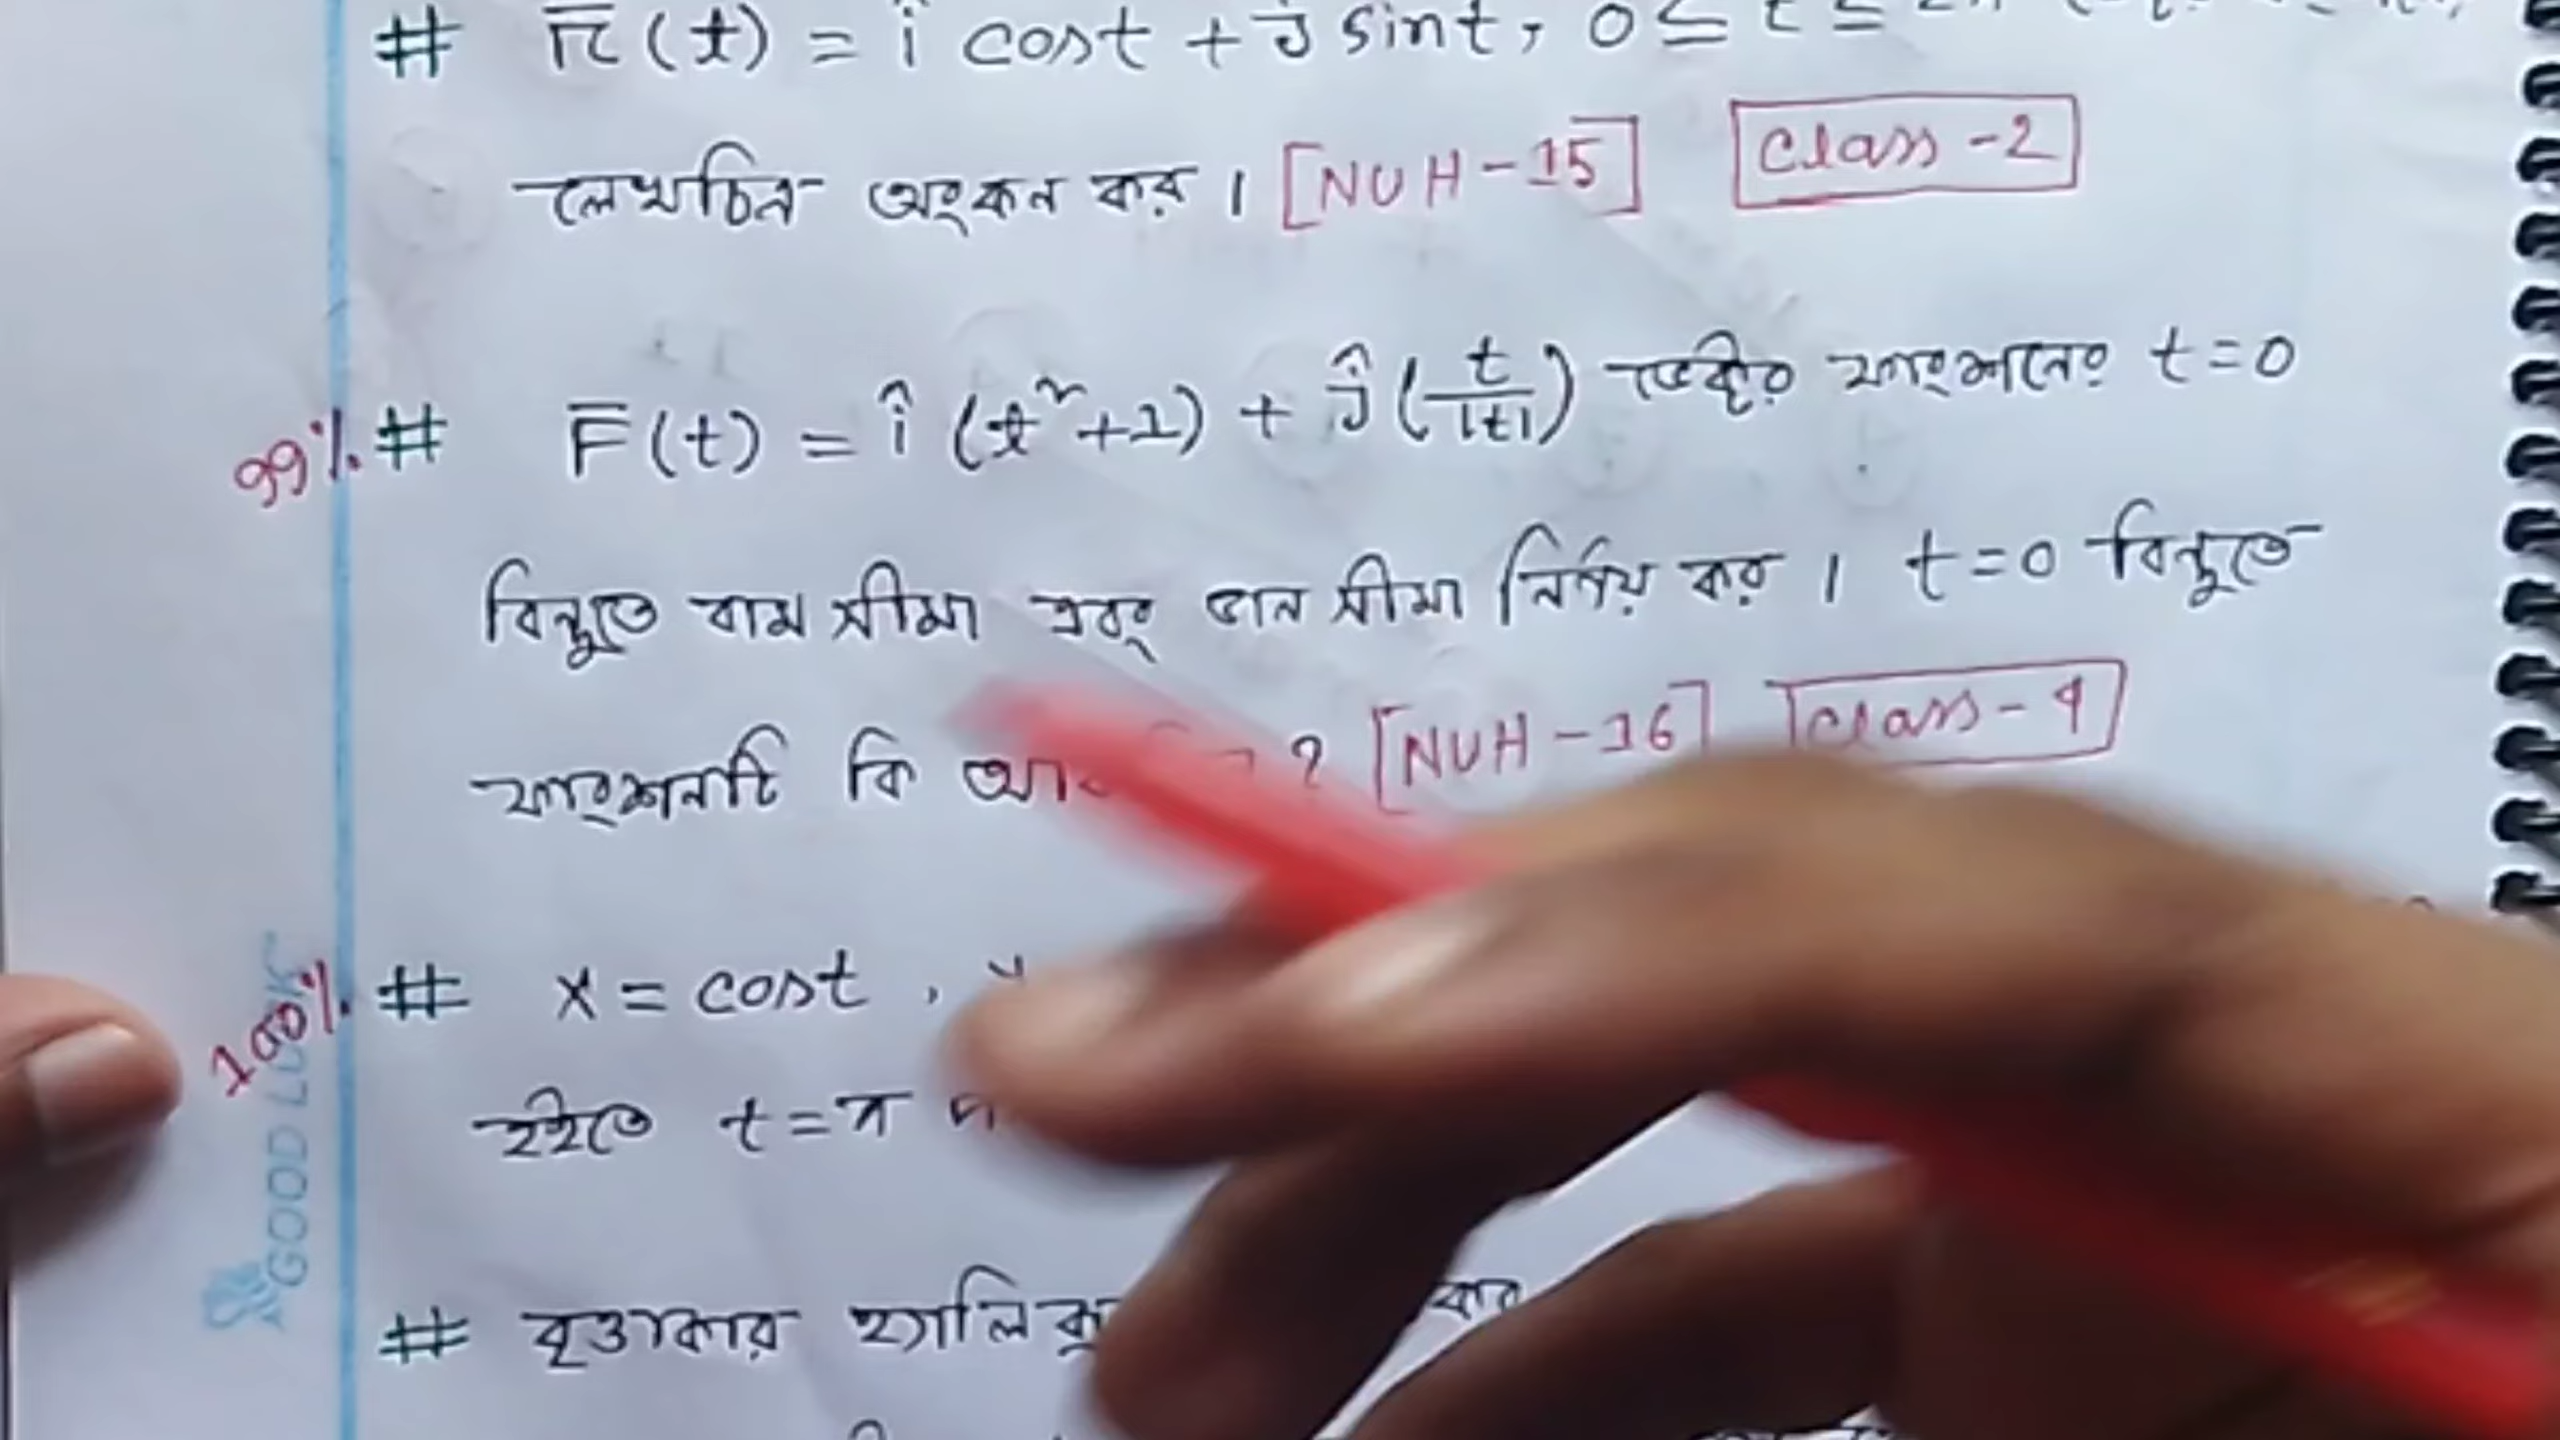 # r̅(t) = î cost + ĵ sint, 0 ≤ t ≤
লেখচিত্র অংকন কর। [NUH-15] Class-2
99% # F̅(t) = î (t²+1) + ĵ (t/|t|) ভেক্টর ফাংশনের t=0
বিন্দুতে বাম সীমা এবং ডান সীমা নির্ণয় কর। t=0 বিন্দুতে
ফাংশনটি কি ? [NUH-16] Class-4
100% # x = cost,
হইতে t=π
# বৃত্তাকার কার
GOOD LUCK